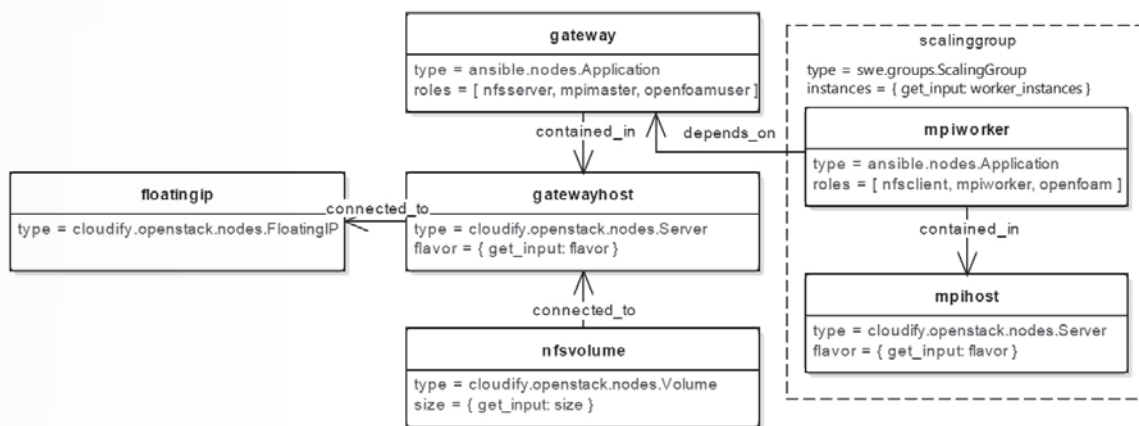 gateway
type = ansible.nodes.Application
roles = [ nfsserver, mpimaster, openfoamuser ]
contained_in
depends_on
scalinggroup
type = swe.groups.ScalingGroup
instances = { get_input: worker_instances }
mpiworker
type = ansible.nodes.Application
roles = [ nfsclient, mpiworker, openfoam ]
contained_in
floatingip
type = cloudify.openstack.nodes.FloatingIP
connected_to
gatewayhost
type = cloudify.openstack.nodes.Server
flavor = { get_input: flavor }
mpihost
type = cloudify.openstack.nodes.Server
flavor = { get_input: flavor }
connected_to
nfsvolume
type = cloudify.openstack.nodes.Volume
size = { get_input: size }